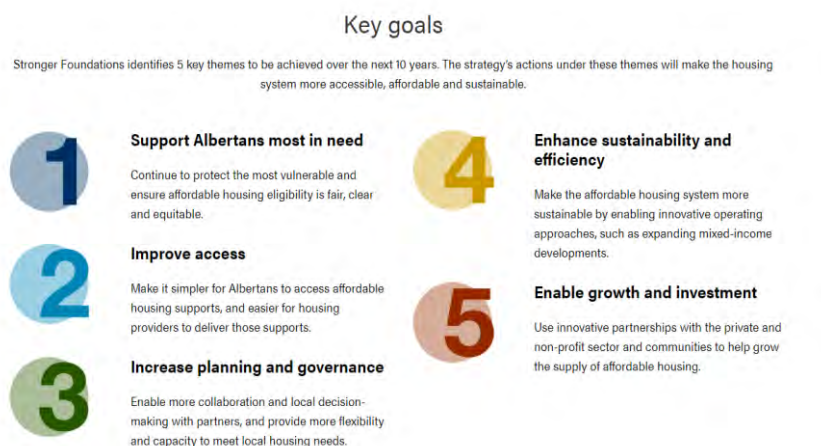 Key goals
Stronger Foundations identifies 5 key themes to be achieved over the next 10 years. The strategy's actions under these themes will make the housing
system more accessible, affordable and sustainable.
1
Support Albertans most in need
Continue to protect the most vulnerable and
ensure affordable housing eligibility is fair, clear
and equitable.
2
Improve access
Make it simpler for Albertans to access affordable
housing supports, and easier for housing
providers to deliver those supports.
3
Increase planning and governance
Enable more collaboration and local decision-
making with partners, and provide more flexibility
and capacity to meet local housing needs.
4
Enhance sustainability and
efficiency
Make the affordable housing system more
sustainable by enabling innovative operating
approaches, such as expanding mixed-income
developments.
5
Enable growth and investment
Use innovative partnerships with the private and
non-profit sector and communities to help grow
the supply of affordable housing.